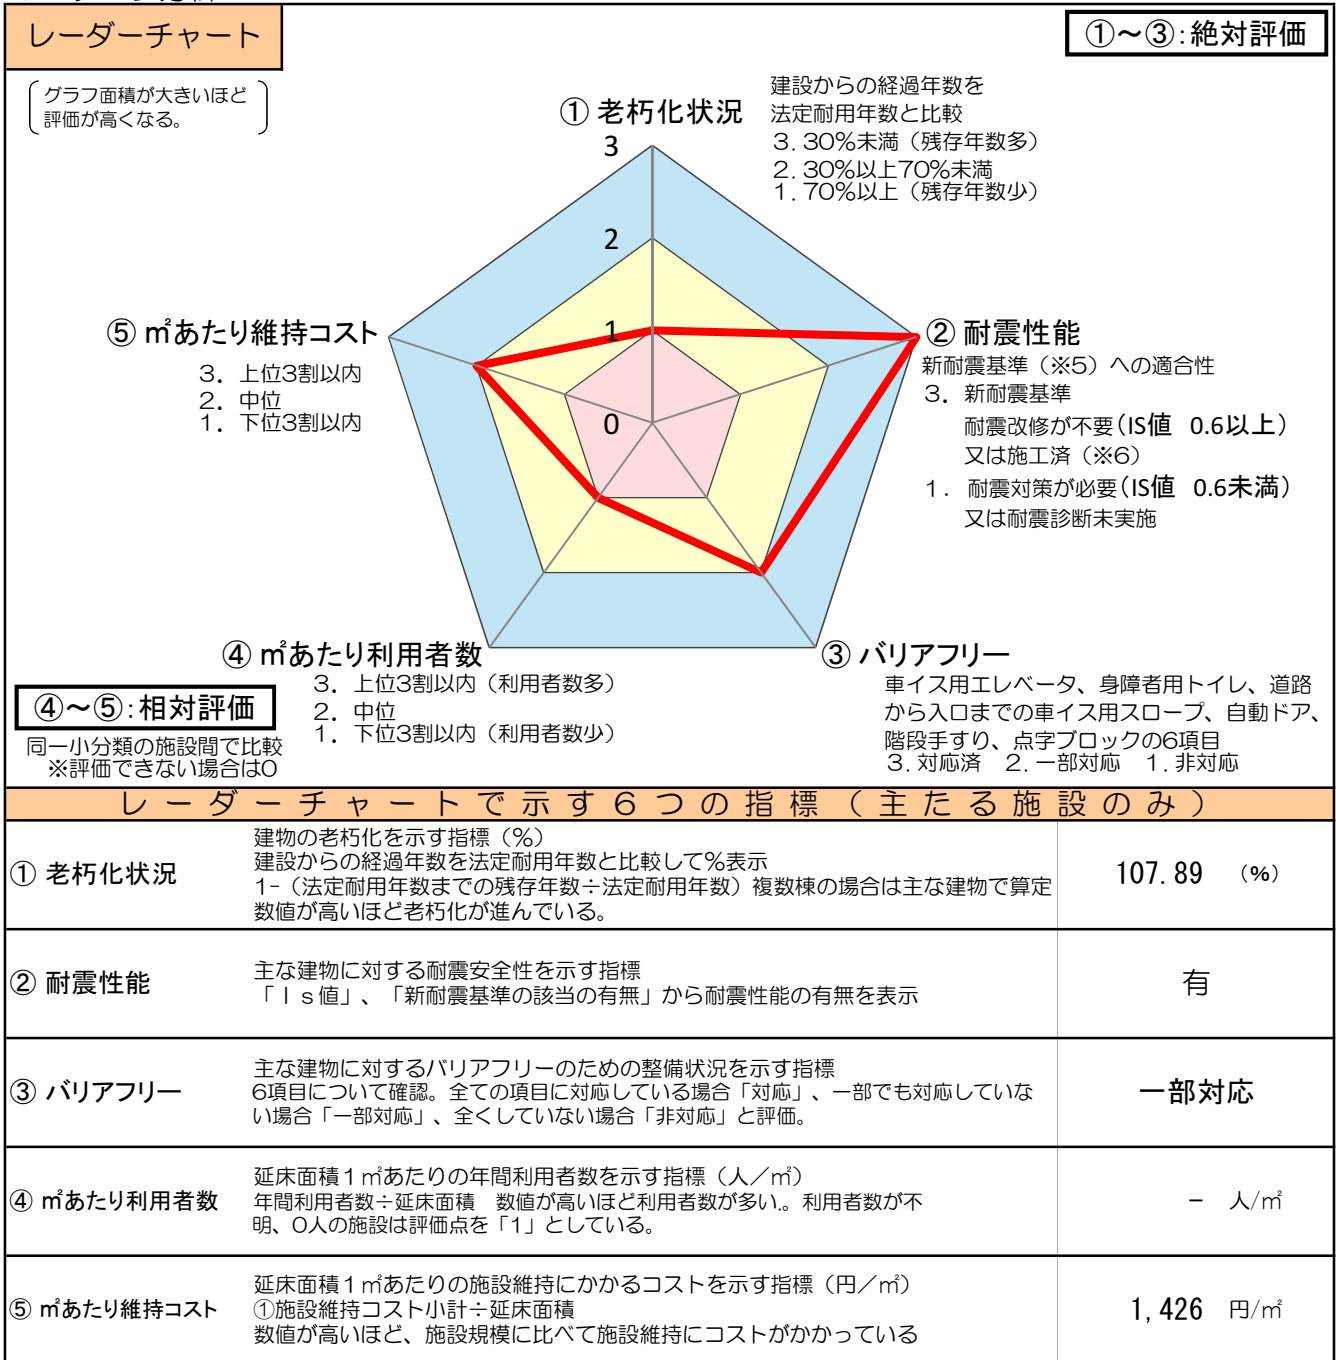 レーダーチャート
①～③:絶対評価
グラフ面積が大きいほど
評価が高くなる。
① 老朽化状況
建設からの経過年数を
法定耐用年数と比較
3. 30%未満（残存年数多）
2. 30%以上70%未満
1. 70%以上（残存年数少）
3
2
1
0
② 耐震性能
新耐震基準（※5）への適合性
3. 新耐震基準
耐震改修が不要(IS値 0.6以上)
又は施工済（※6）
1. 耐震対策が必要(IS値 0.6未満)
又は耐震診断未実施
⑤ ㎡あたり維持コスト
3. 上位3割以内
2. 中位
1. 下位3割以内
④ ㎡あたり利用者数
3. 上位3割以内（利用者数多）
2. 中位
1. 下位3割以内（利用者数少）
③ バリアフリー
車イス用エレベータ、身障者用トイレ、道路
から入口までの車イス用スロープ、自動ドア、
階段手すり、点字ブロックの6項目
3. 対応済 2. 一部対応 1. 非対応
④～⑤:相対評価
同一小分類の施設間で比較
※評価できない場合は0
レーダーチャートで示す６つの指標（主たる施設のみ）
① 老朽化状況
建物の老朽化を示す指標（%）
建設からの経過年数を法定耐用年数と比較して%表示
1-（法定耐用年数までの残存年数÷法定耐用年数）複数棟の場合は主な建物で算定
数値が高いほど老朽化が進んでいる。
107.89 （%）
② 耐震性能
主な建物に対する耐震安全性を示す指標
「Ｉｓ値」、「新耐震基準の該当の有無」から耐震性能の有無を表示
有
③ バリアフリー
主な建物に対するバリアフリーのための整備状況を示す指標
6項目について確認。全ての項目に対応している場合「対応」、一部でも対応していな
い場合「一部対応」、全くしていない場合「非対応」と評価。
一部対応
④ ㎡あたり利用者数
延床面積１㎡あたりの年間利用者数を示す指標（人／㎡）
年間利用者数÷延床面積 数値が高いほど利用者数が多い。利用者数が不
明、0人の施設は評価点を「1」としている。
－ 人/㎡
⑤ ㎡あたり維持コスト
延床面積１㎡あたりの施設維持にかかるコストを示す指標（円／㎡）
①施設維持コスト小計÷延床面積
数値が高いほど、施設規模に比べて施設維持にコストがかかっている
1,426 円/㎡